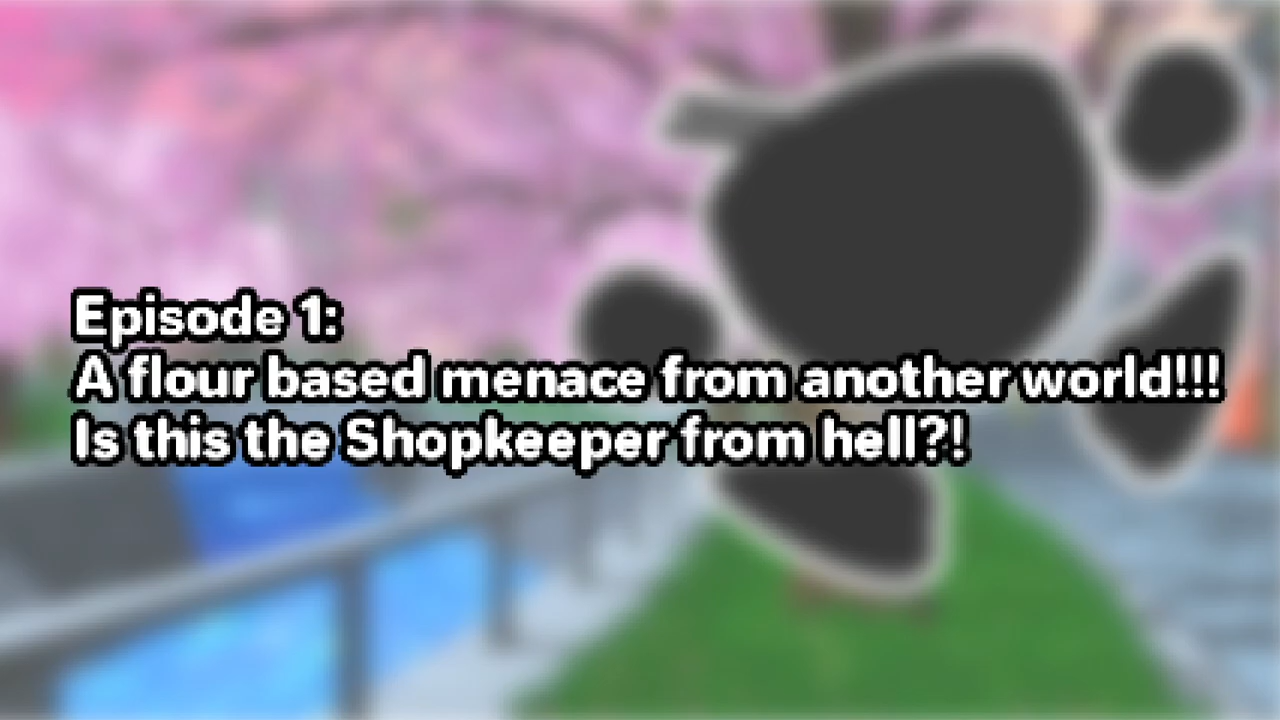 Episode 1:
A flour based menace from another world!!!
Is this the Shopkeeper from hell?!